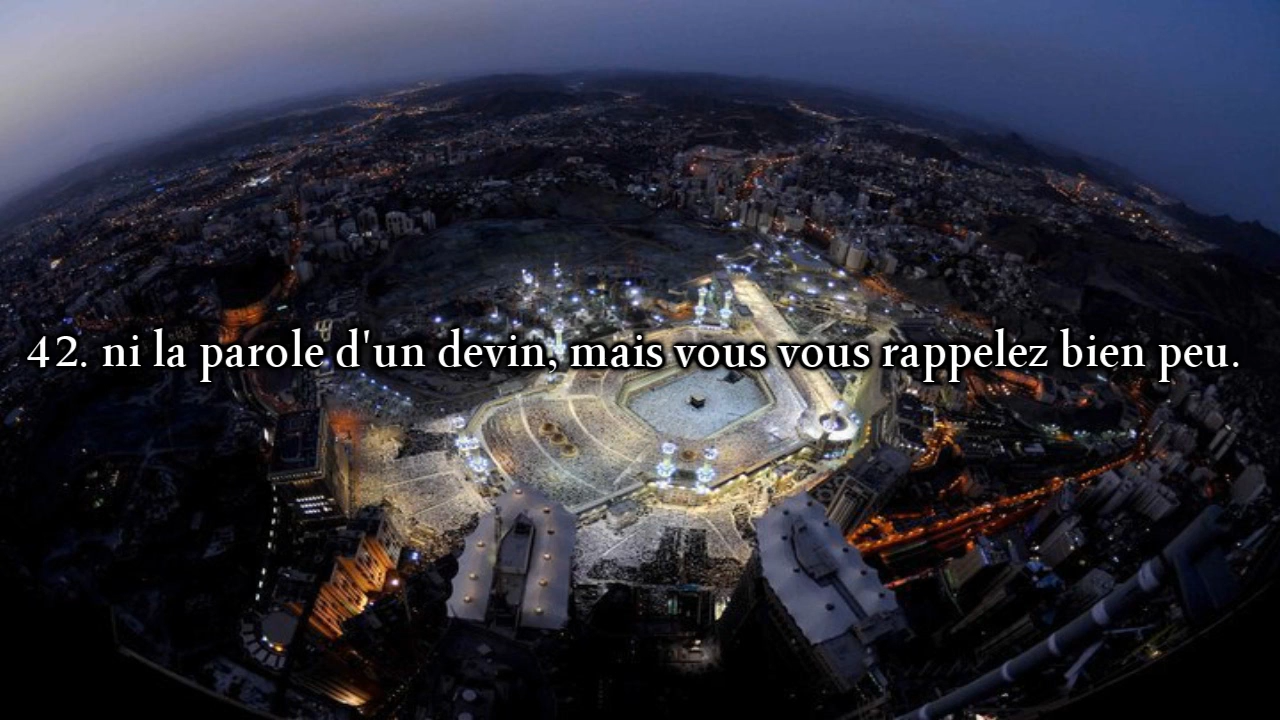 42. ni la parole d'un devin, mais vous vous rappelez bien peu.